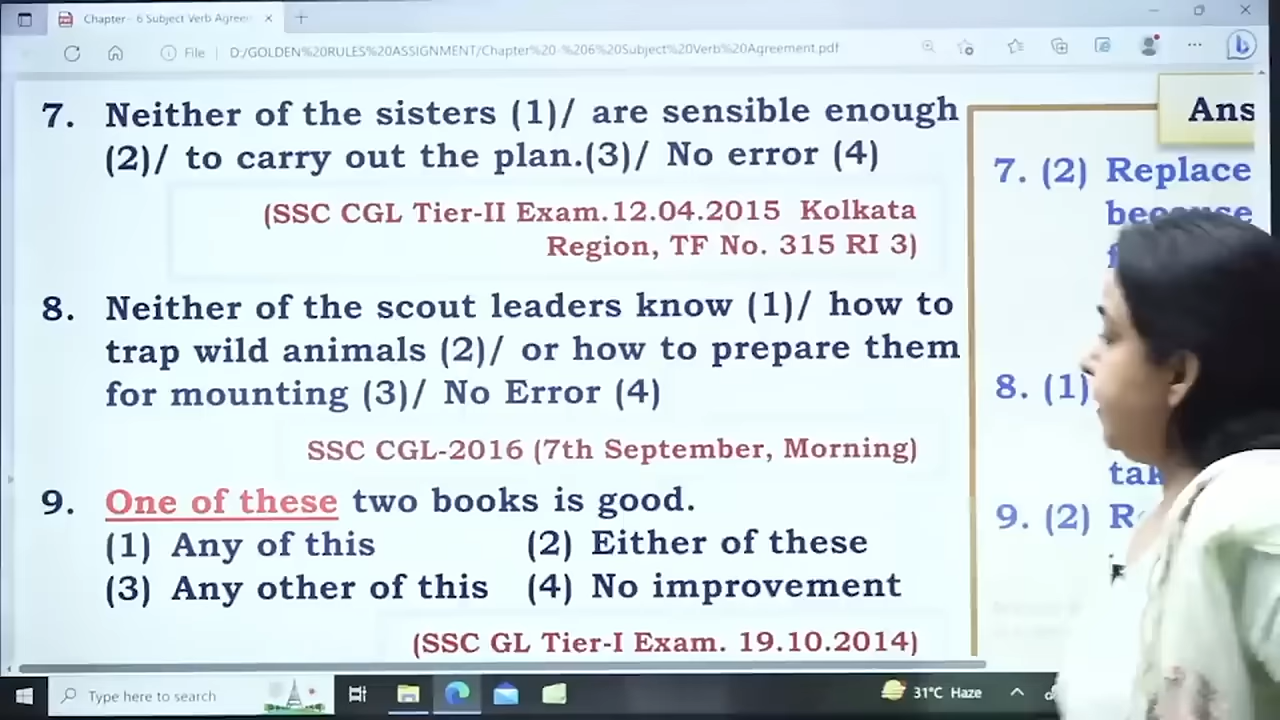 Chapter - 6 Subject Verb Agree
File
D:/GOLDEN%20RULES%20ASSIGNMENT/Chapter%20-%206%20Subject%20Verb%20Agreement.pdf
7. Neither of the sisters (1)/ are sensible enough
(2)/ to carry out the plan.(3)/ No error (4)
(SSC CGL Tier-II Exam.12.04.2015 Kolkata
Region, TF No. 315 RI 3)
8. Neither of the scout leaders know (1)/ how to
trap wild animals (2)/ or how to prepare them
for mounting (3)/ No Error (4)
SSC CGL-2016 (7th September, Morning)
9. One of these two books is good.
(1) Any of this (2) Either of these
(3) Any other of this (4) No improvement
(SSC GL Tier-I Exam. 19.10.2014)
Ans
7. (2) Replace
because
8. (1)
tak
9. (2) R
Type here to search
31°C Haze